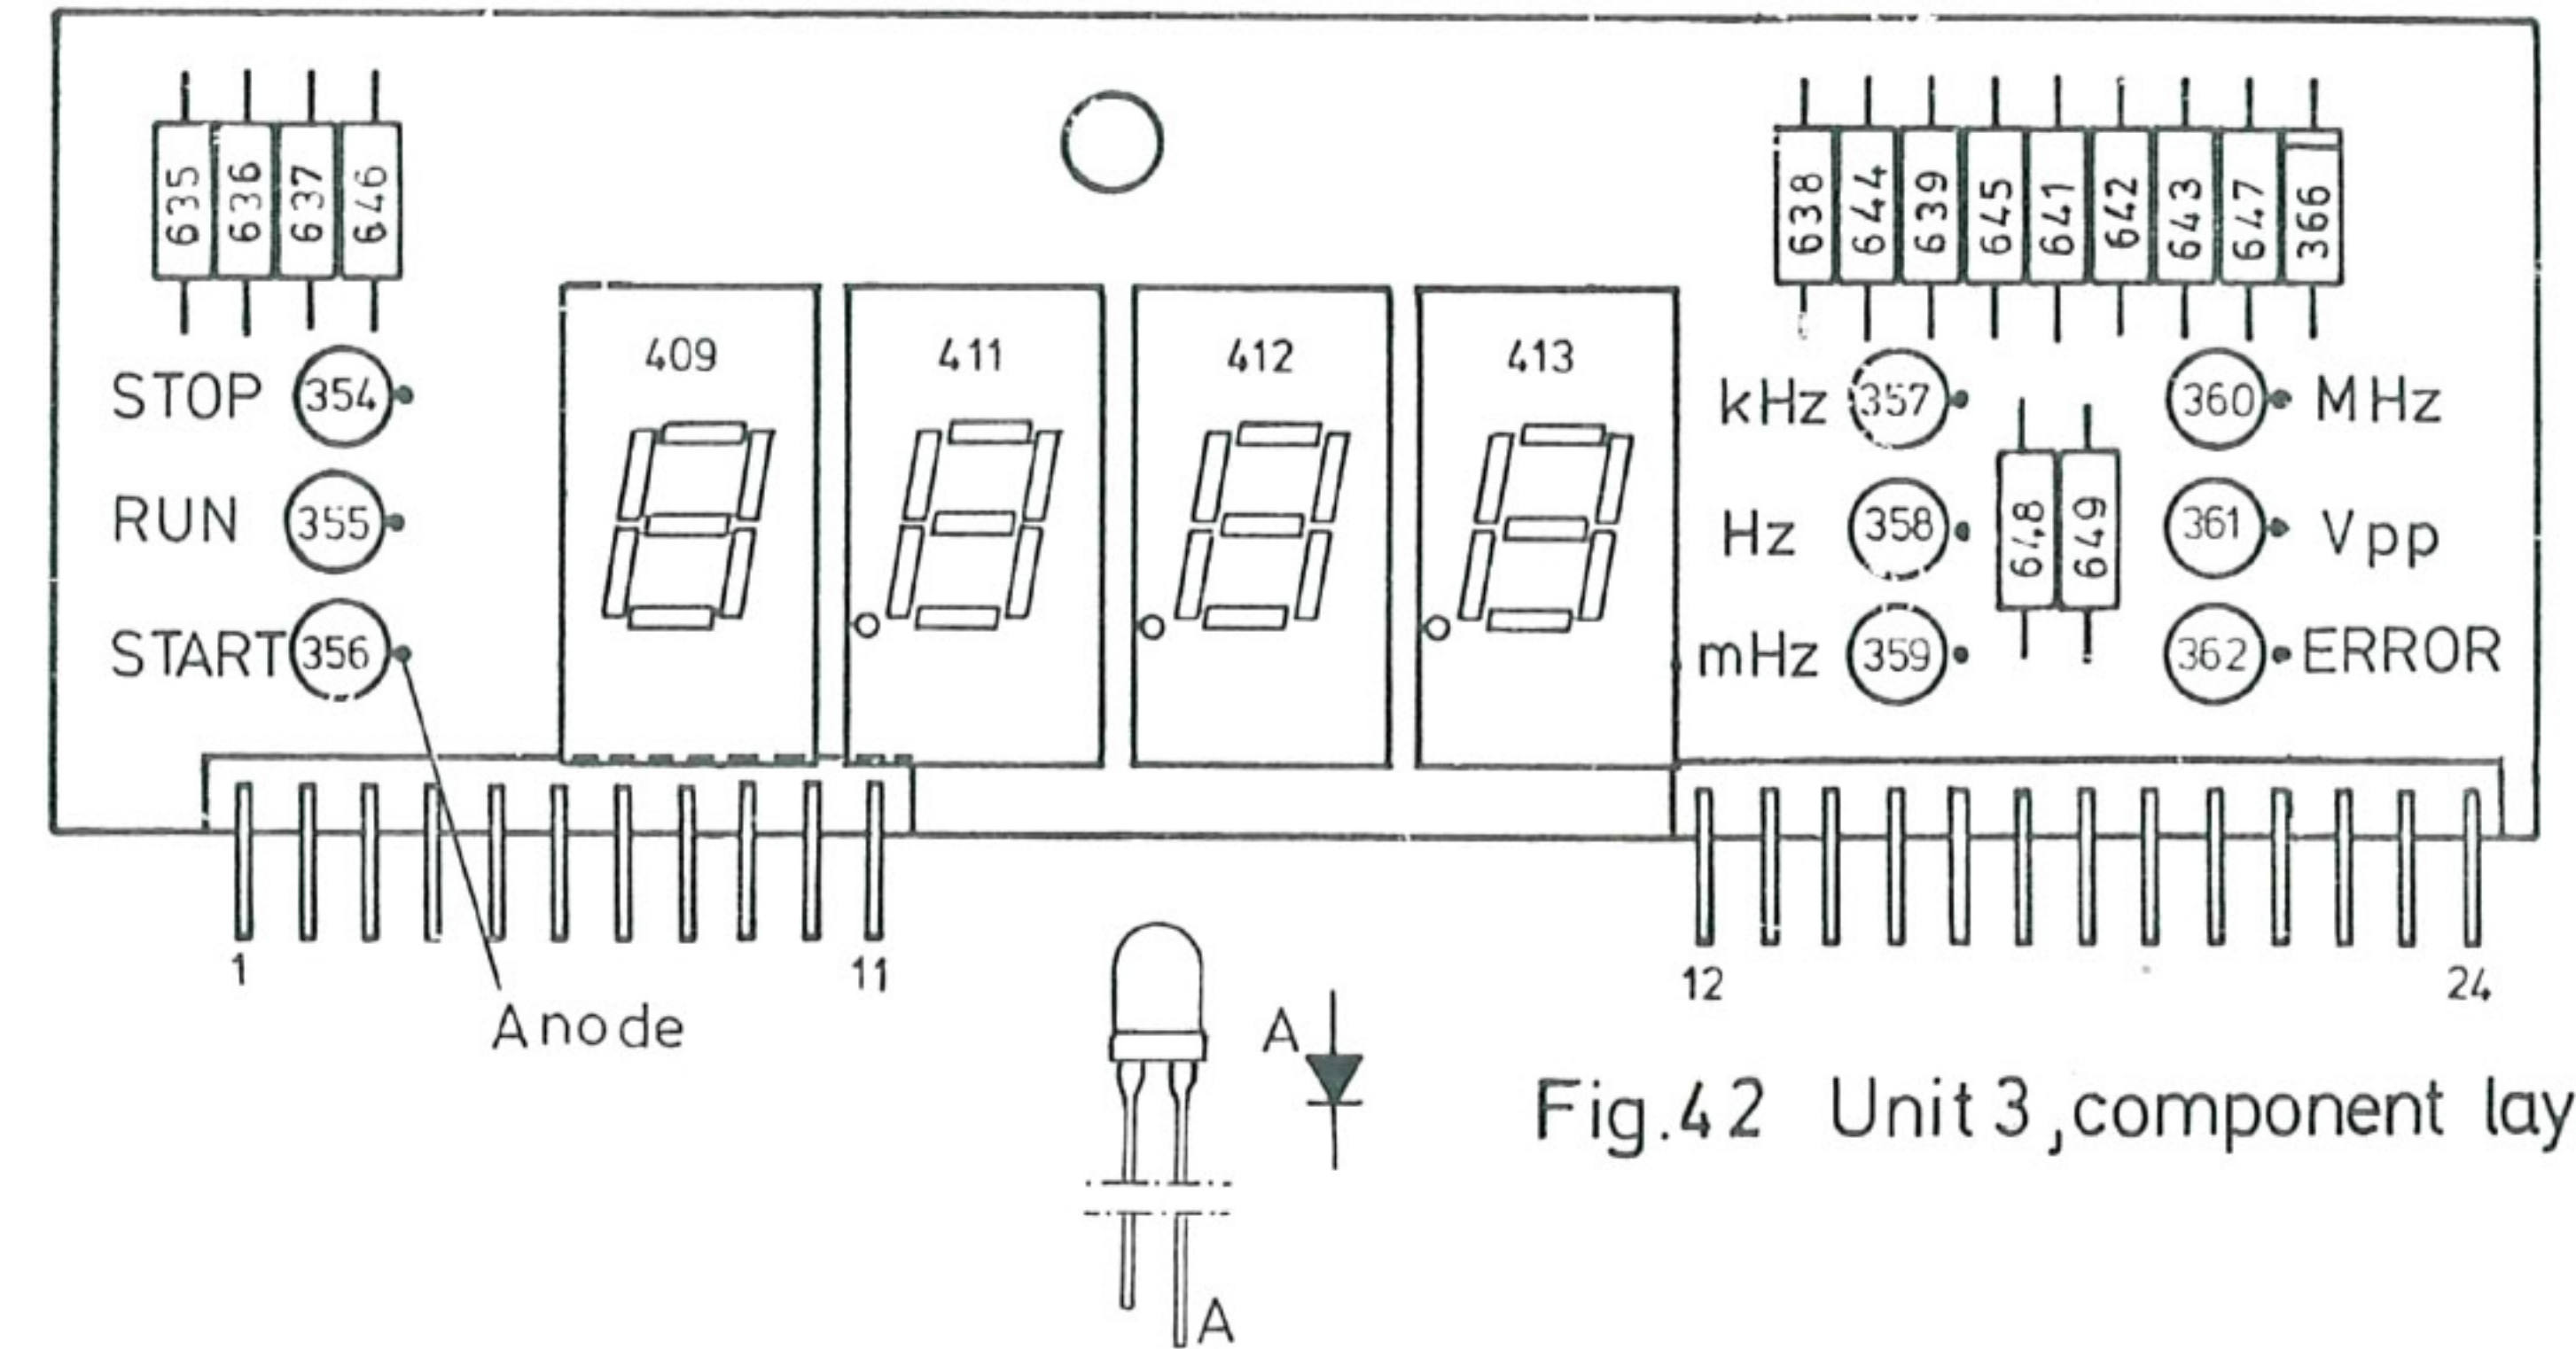 635 636 637 646
638 644 639 645 641 642 643 647 366
409 411 412 413
STOP 354
kHz 357 360 MHz
RUN 355
Hz 358 648 649 361 Vpp
START 356
mHz 359 362 ERROR
1 11 12 24
Anode
A
A
Fig.42 Unit 3,component lay